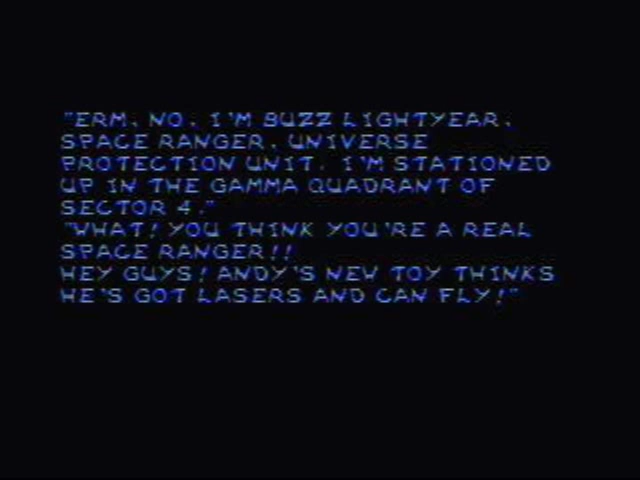 "ERM, NO, I'M BUZZ LIGHTYEAR,
SPACE RANGER, UNIVERSE
PROTECTION UNIT. I'M STATIONED
UP IN THE GAMMA QUADRANT OF
SECTOR 4."
"WHAT! YOU THINK YOU'RE A REAL
SPACE RANGER!!
HEY GUYS! ANDY'S NEW TOY THINKS
HE'S GOT LASERS AND CAN FLY!"